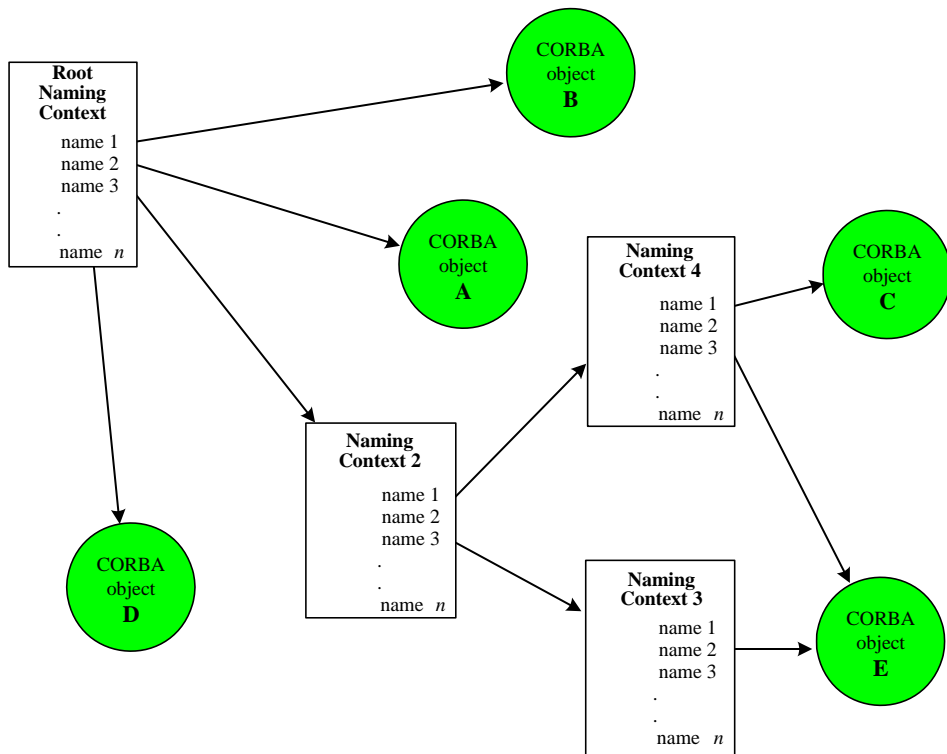 Root
Naming
Context
name 1
name 2
name 3
.
.
name n
CORBA
object
B
CORBA
object
A
Naming
Context 4
name 1
name 2
name 3
.
.
name n
CORBA
object
C
Naming
Context 2
name 1
name 2
name 3
.
.
name n
CORBA
object
D
Naming
Context 3
name 1
name 2
name 3
.
.
name n
CORBA
object
E